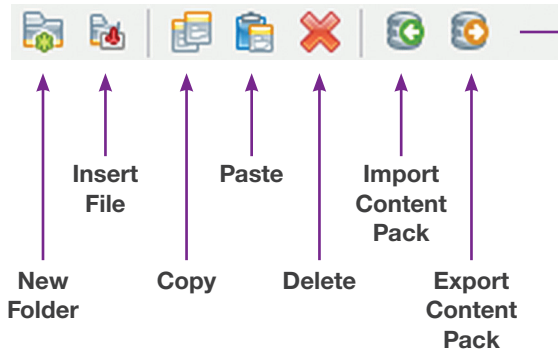 Insert
File
Paste
Import
Content
Pack
New
Folder
Copy
Delete
Export
Content
Pack